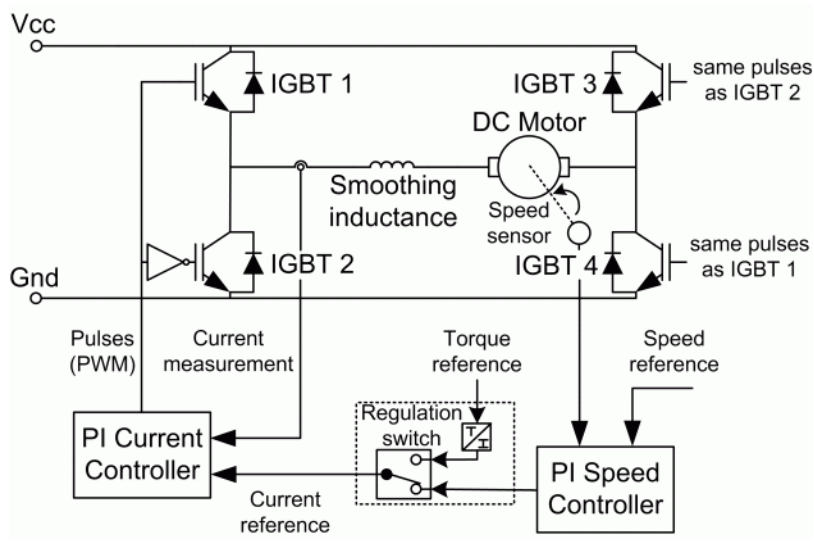 Vcc
IGBT 1
IGBT 3
same pulses
as IGBT 2
DC Motor
Smoothing
inductance
Speed
sensor
IGBT 2
IGBT 4
same pulses
as IGBT 1
Gnd
Pulses
(PWM)
Current
measurement
Torque
reference
Speed
reference
Regulation
switch
T
I
PI Current
Controller
PI Speed
Controller
Current
reference